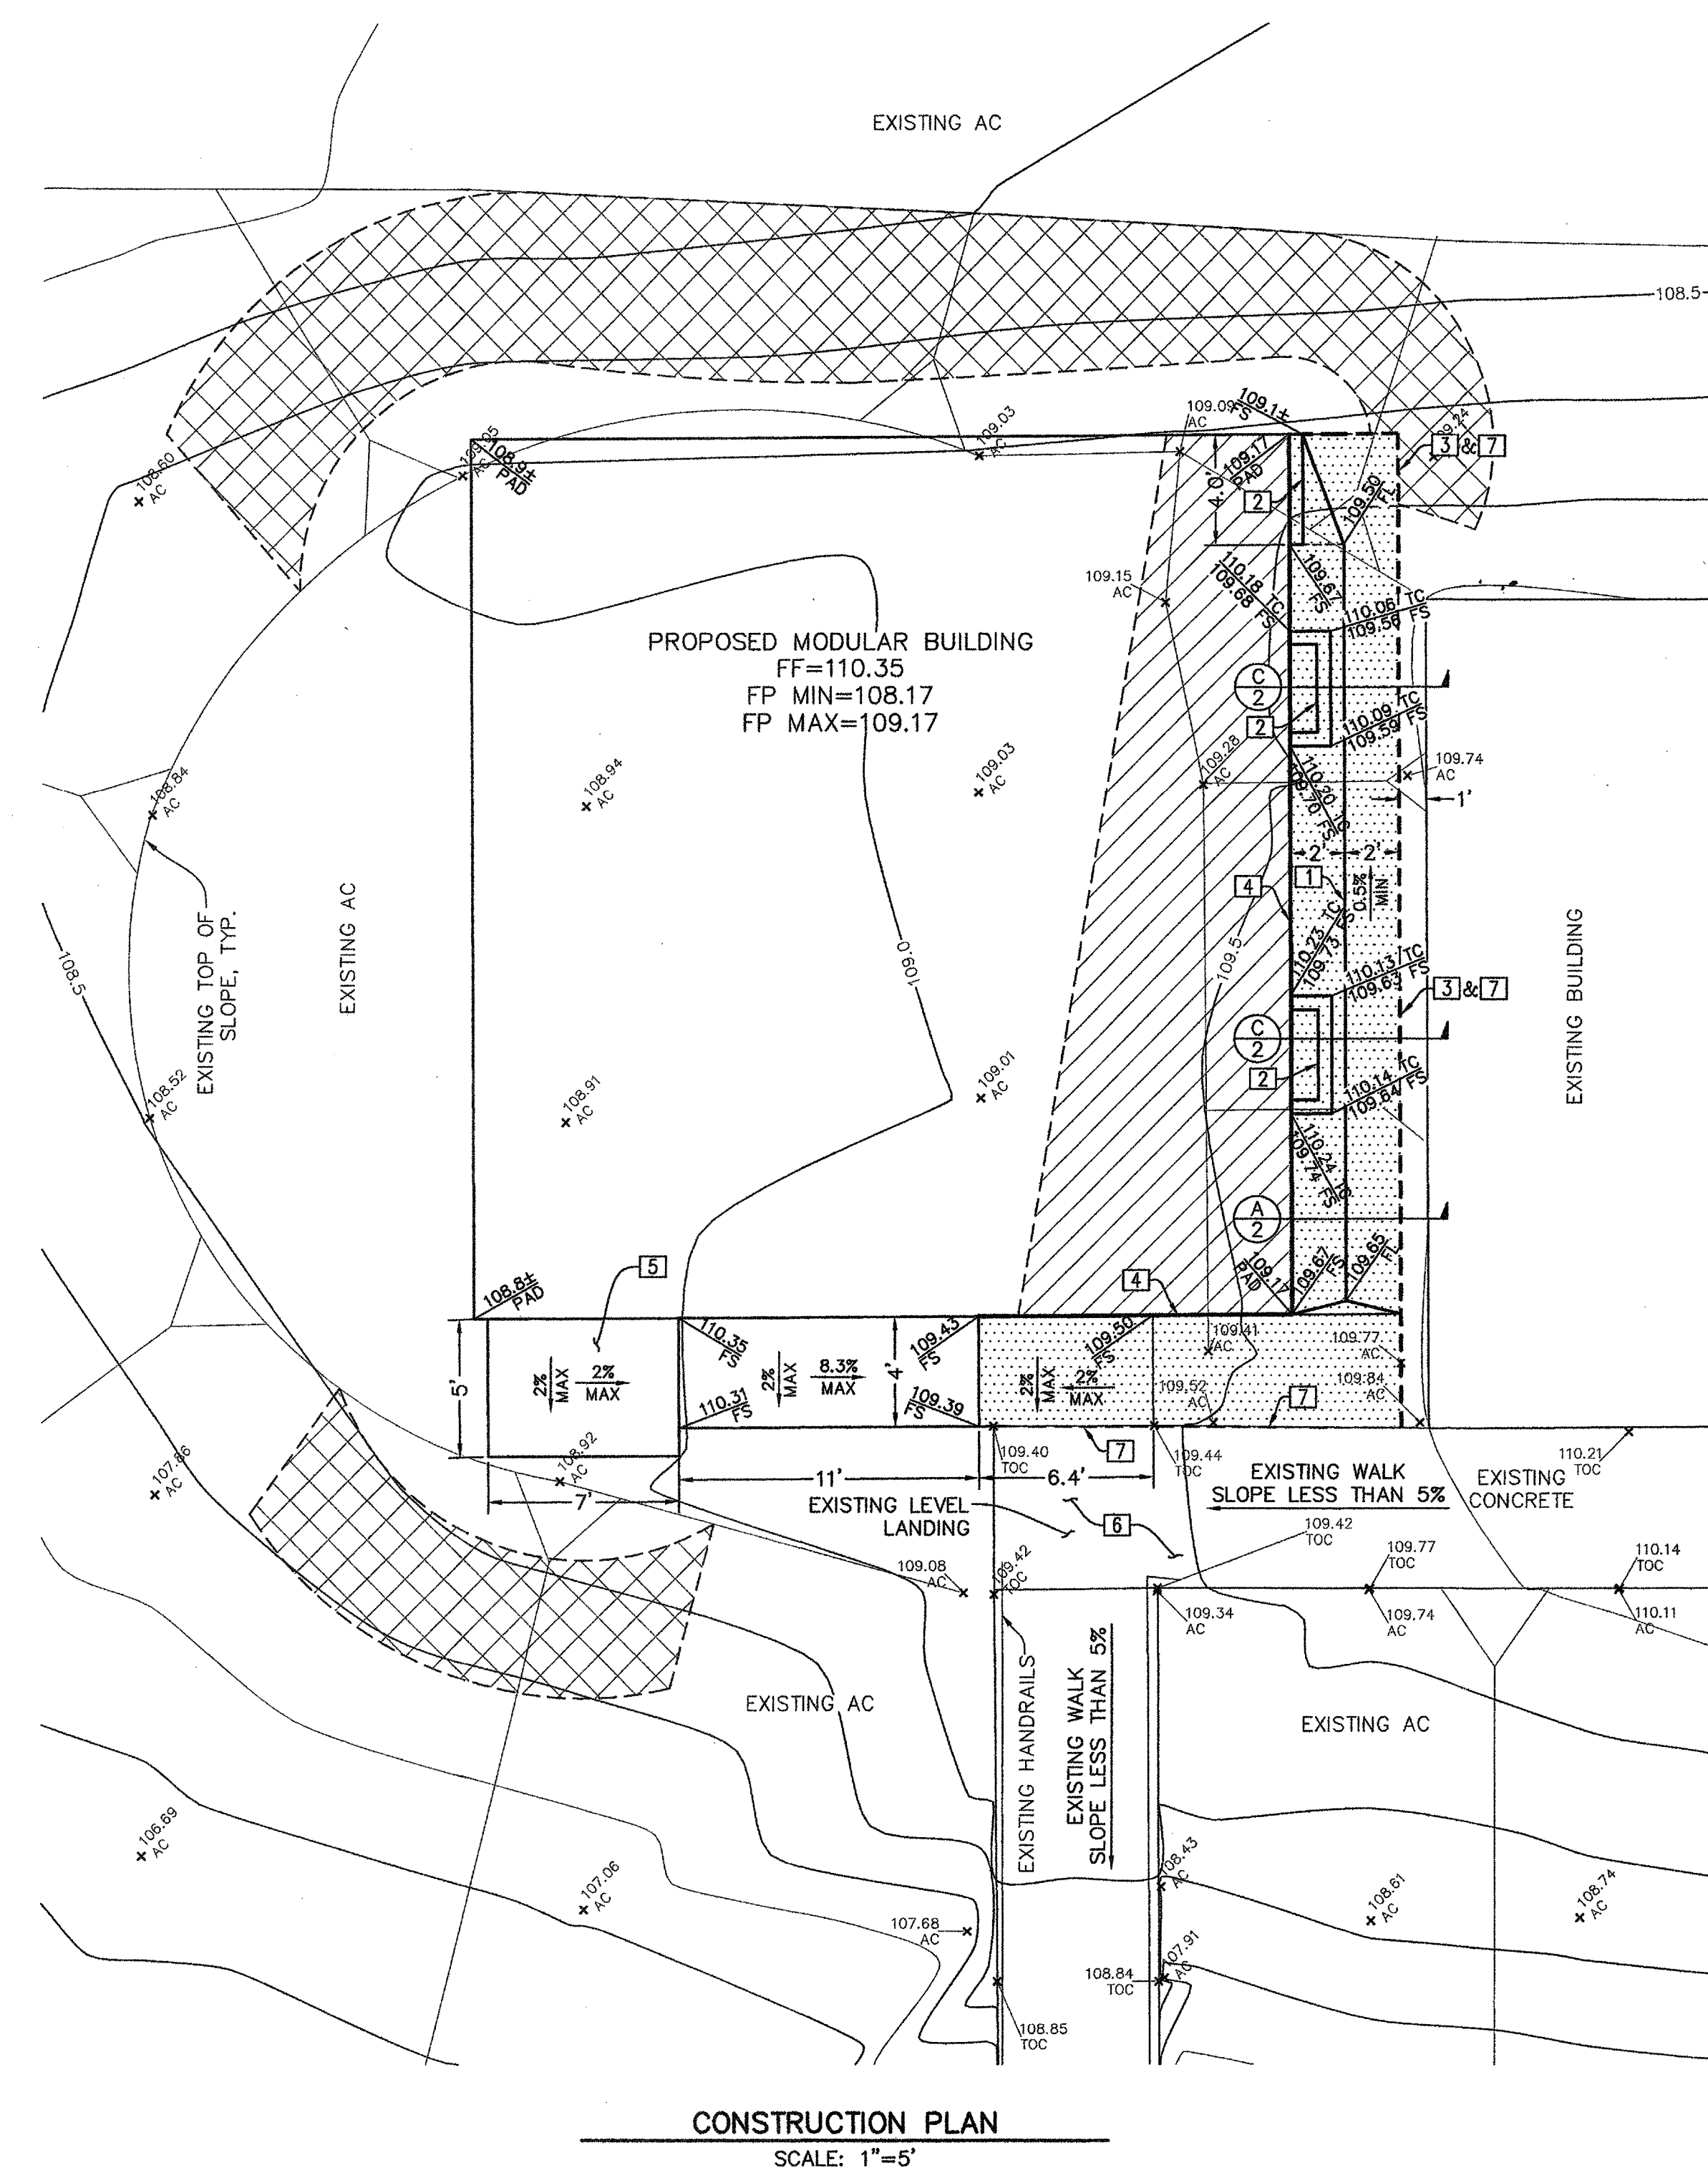 EXISTING AC
108.5
109.1±
FS
109.09
AC
109.03
AC
109.24
3 & 7
109.05
AC
108.9±
PAD
109.17
PAD
4.0'
2
109.50
FL
108.60
AC
109.15
AC
110.18 TC
109.68 FS
109.67
FS
110.06 TC
109.56 FS
PROPOSED MODULAR BUILDING
FF=110.35
FP MIN=108.17
FP MAX=109.17
C
2
2
110.09 TC
109.59 FS
108.94
AC
109.03
AC
109.28
AC
109.74
AC
110.20 TC
109.70 FS
1'
108.84
AC
2'
2'
4
1
0.5%
MIN
EXISTING TOP OF
SLOPE, TYP.
EXISTING AC
108.5
109.0
109.5
110.23 TC
109.73 FS
110.13 TC
109.63 FS
3 & 7
EXISTING BUILDING
C
2
2
108.52
AC
108.91
AC
109.01
AC
110.14 TC
109.64 FS
110.24 TC
109.74 FS
A
2
5
108.8±
PAD
4
109.17
PAD
109.67
FS
109.65
FL
5'
2%
MAX
2%
MAX
110.35
FS
110.31
FS
2%
MAX
8.3%
MAX
4'
109.43
FS
109.39
FS
2%
MAX
2%
MAX
109.50
FS
109.41
AC
109.77
AC
109.52
AC
109.84
AC
7
7
109.40
TOC
109.44
TOC
110.21
TOC
107.86
AC
108.92
AC
7'
11'
6.4'
EXISTING WALK
SLOPE LESS THAN 5%
EXISTING
CONCRETE
EXISTING LEVEL
LANDING
6
109.42
TOC
109.08
AC
109.42
TOC
109.77
TOC
110.14
TOC
109.34
AC
109.74
AC
110.11
AC
EXISTING HANDRAILS
EXISTING WALK
SLOPE LESS THAN 5%
EXISTING AC
EXISTING AC
106.69
AC
107.06
AC
107.68
AC
108.43
AC
108.61
AC
108.74
AC
107.91
AC
108.84
TOC
108.85
TOC
CONSTRUCTION PLAN
SCALE: 1"=5'